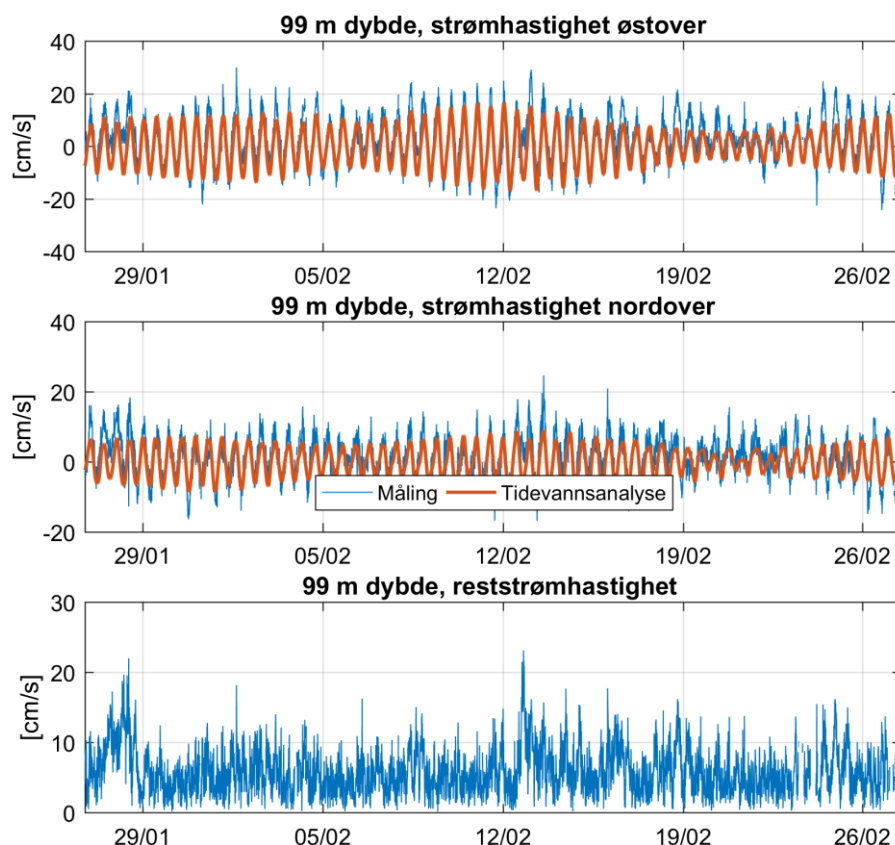 99 m dybde, strømhastighet østover
40
20
0
-20
-40
[cm/s]
29/01 05/02 12/02 19/02 26/02
99 m dybde, strømhastighet nordover
40
20
0
-20
[cm/s]
Måling Tidevannsanalyse
29/01 05/02 12/02 19/02 26/02
99 m dybde, reststrømhastighet
30
20
10
0
[cm/s]
29/01 05/02 12/02 19/02 26/02